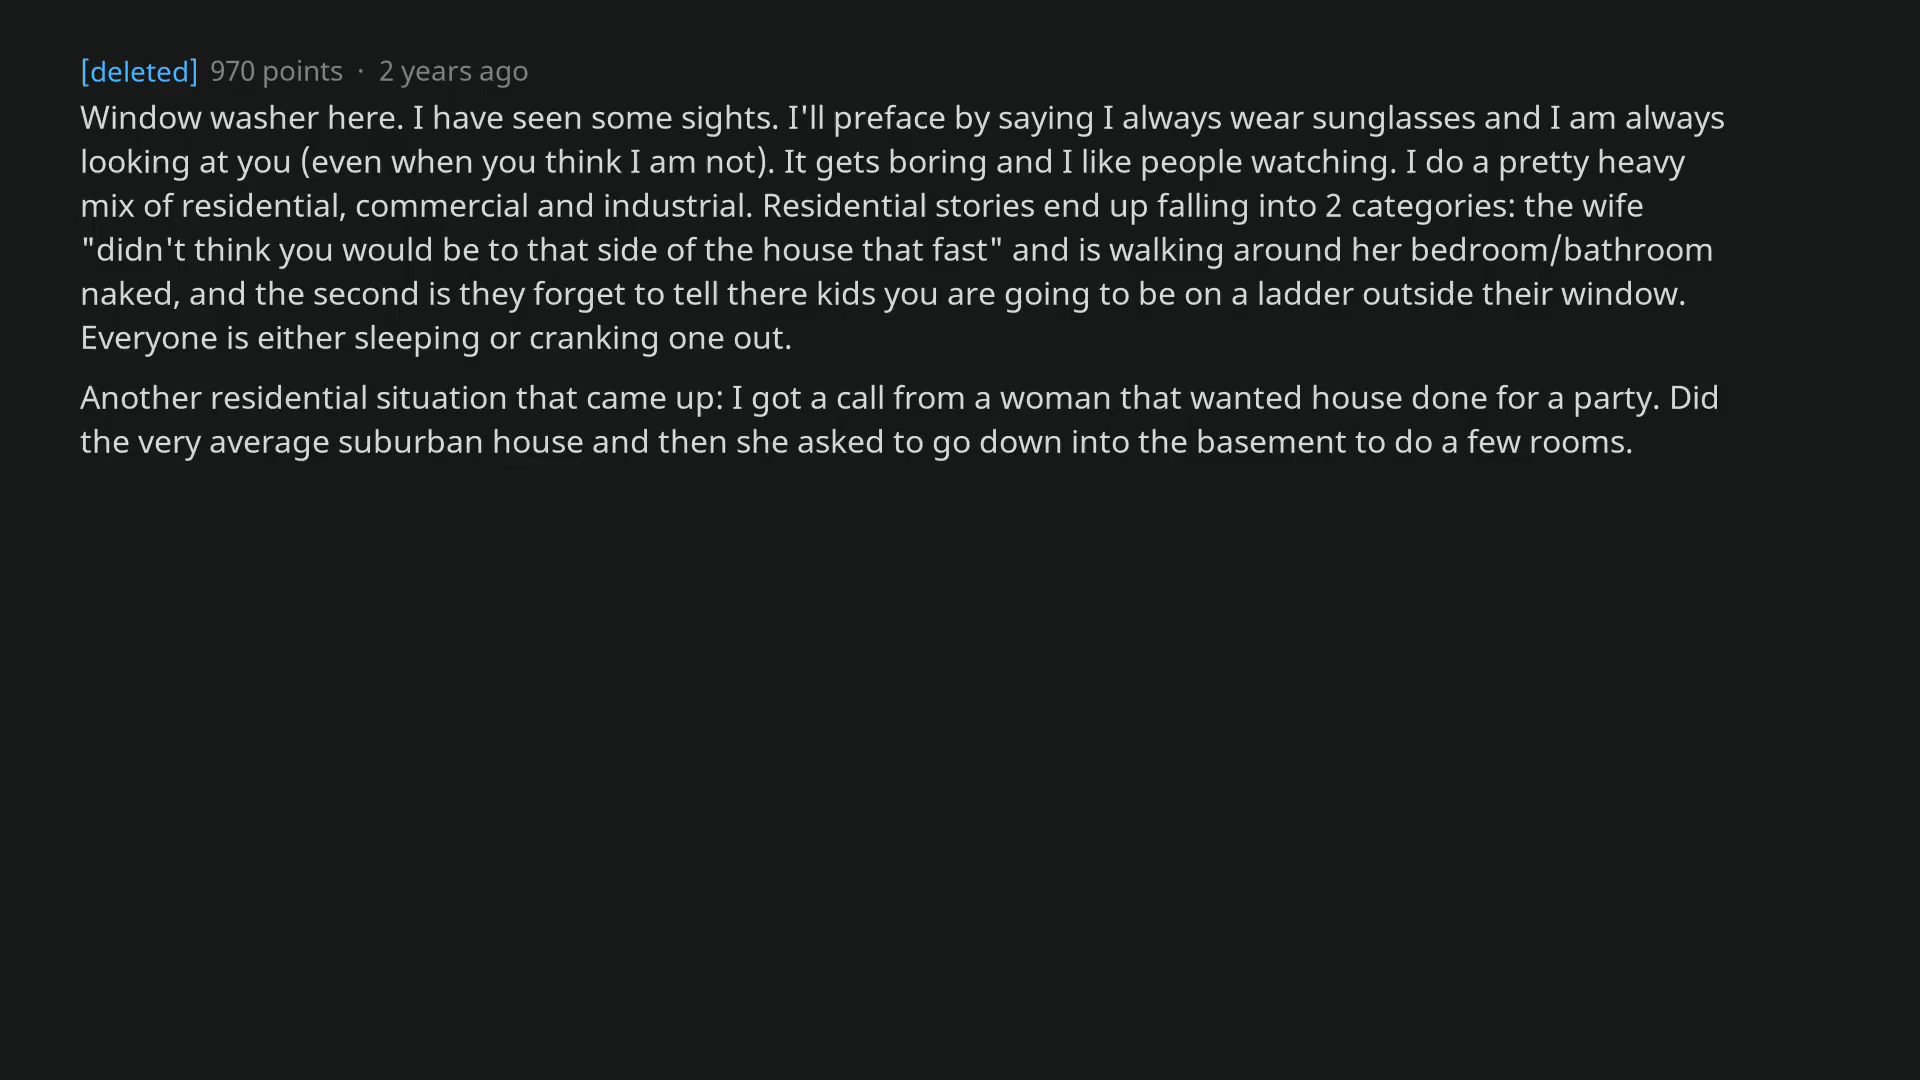 [deleted] 970 points · 2 years ago
Window washer here. I have seen some sights. I'll preface by saying I always wear sunglasses and I am always
looking at you (even when you think I am not). It gets boring and I like people watching. I do a pretty heavy
mix of residential, commercial and industrial. Residential stories end up falling into 2 categories: the wife
"didn't think you would be to that side of the house that fast" and is walking around her bedroom/bathroom
naked, and the second is they forget to tell there kids you are going to be on a ladder outside their window.
Everyone is either sleeping or cranking one out.
Another residential situation that came up: I got a call from a woman that wanted house done for a party. Did
the very average suburban house and then she asked to go down into the basement to do a few rooms.